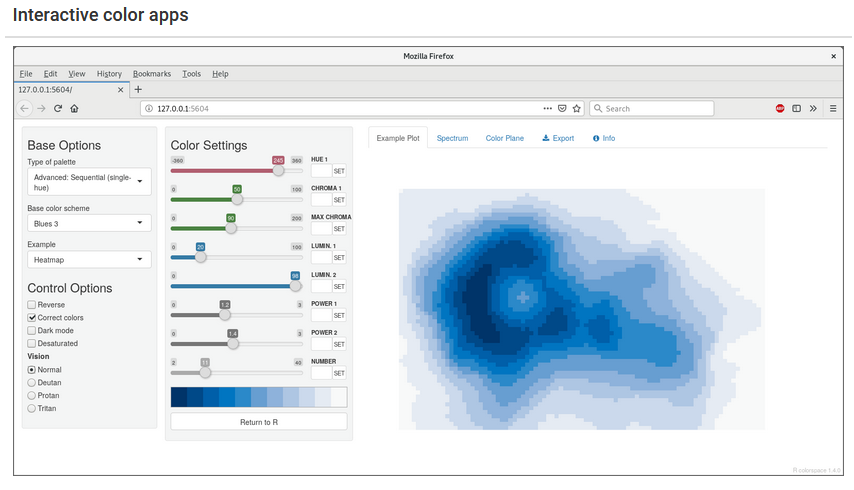 Interactive color apps
Mozilla Firefox
×
File Edit View History Bookmarks Tools Help
127.0.0.1:5604/ × +
127.0.0.1:5604
Search
ABP
Base Options
Type of palette
Advanced: Sequential (single-
hue)
Base color scheme
Blues 3
Example
Heatmap
Control Options
Reverse
Correct colors
Dark mode
Desaturated
Vision
Normal
Deutan
Protan
Tritan
Color Settings
-360 245 360 HUE 1
SET
0 50 100 CHROMA 1
SET
0 90 200 MAX CHROMA
SET
0 20 100 LUMIN. 1
SET
0 98 LUMIN. 2
SET
0 1.2 3 POWER 1
SET
0 1.4 3 POWER 2
SET
2 11 40 NUMBER
SET
Return to R
Example Plot Spectrum Color Plane Export Info
R colorspace 1.4.0